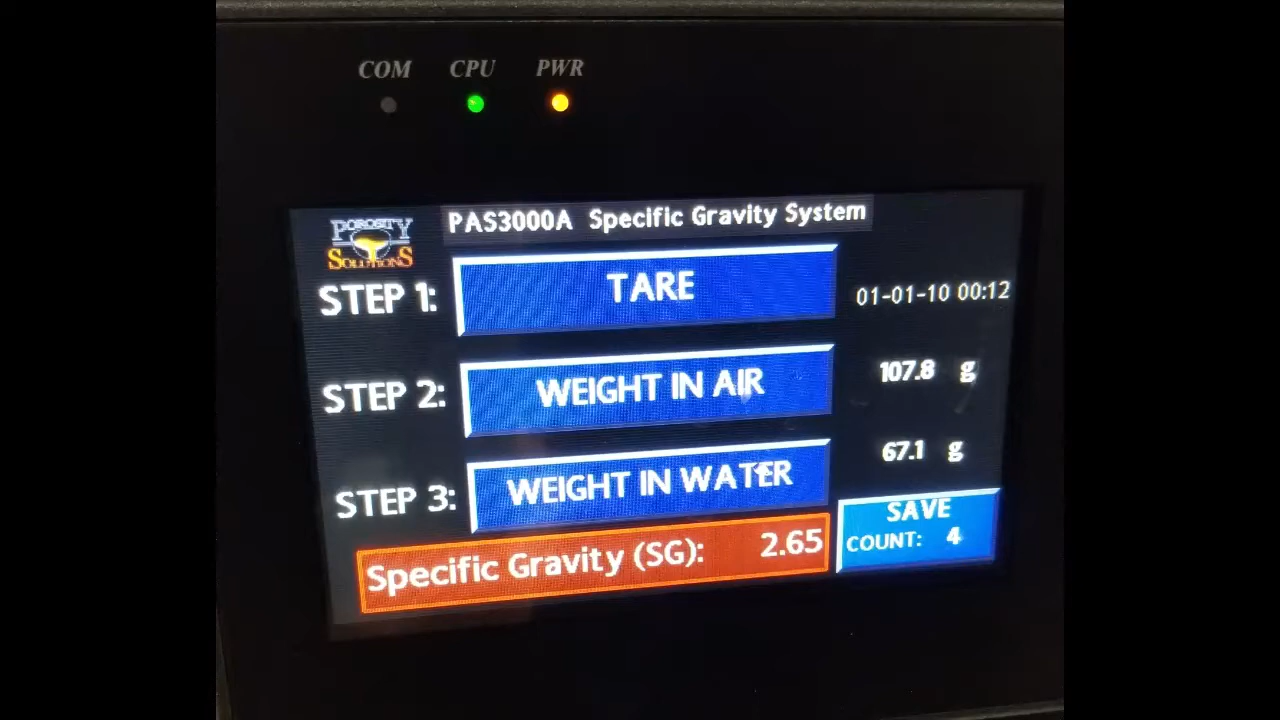 COM CPU PWR
POROSITY
SOLUTIONS
PAS3000A Specific Gravity System
STEP 1: TARE 01-01-10 00:12
STEP 2: WEIGHT IN AIR 107.8 g
STEP 3: WEIGHT IN WATER 67.1 g
Specific Gravity (SG): 2.65
SAVE
COUNT: 4